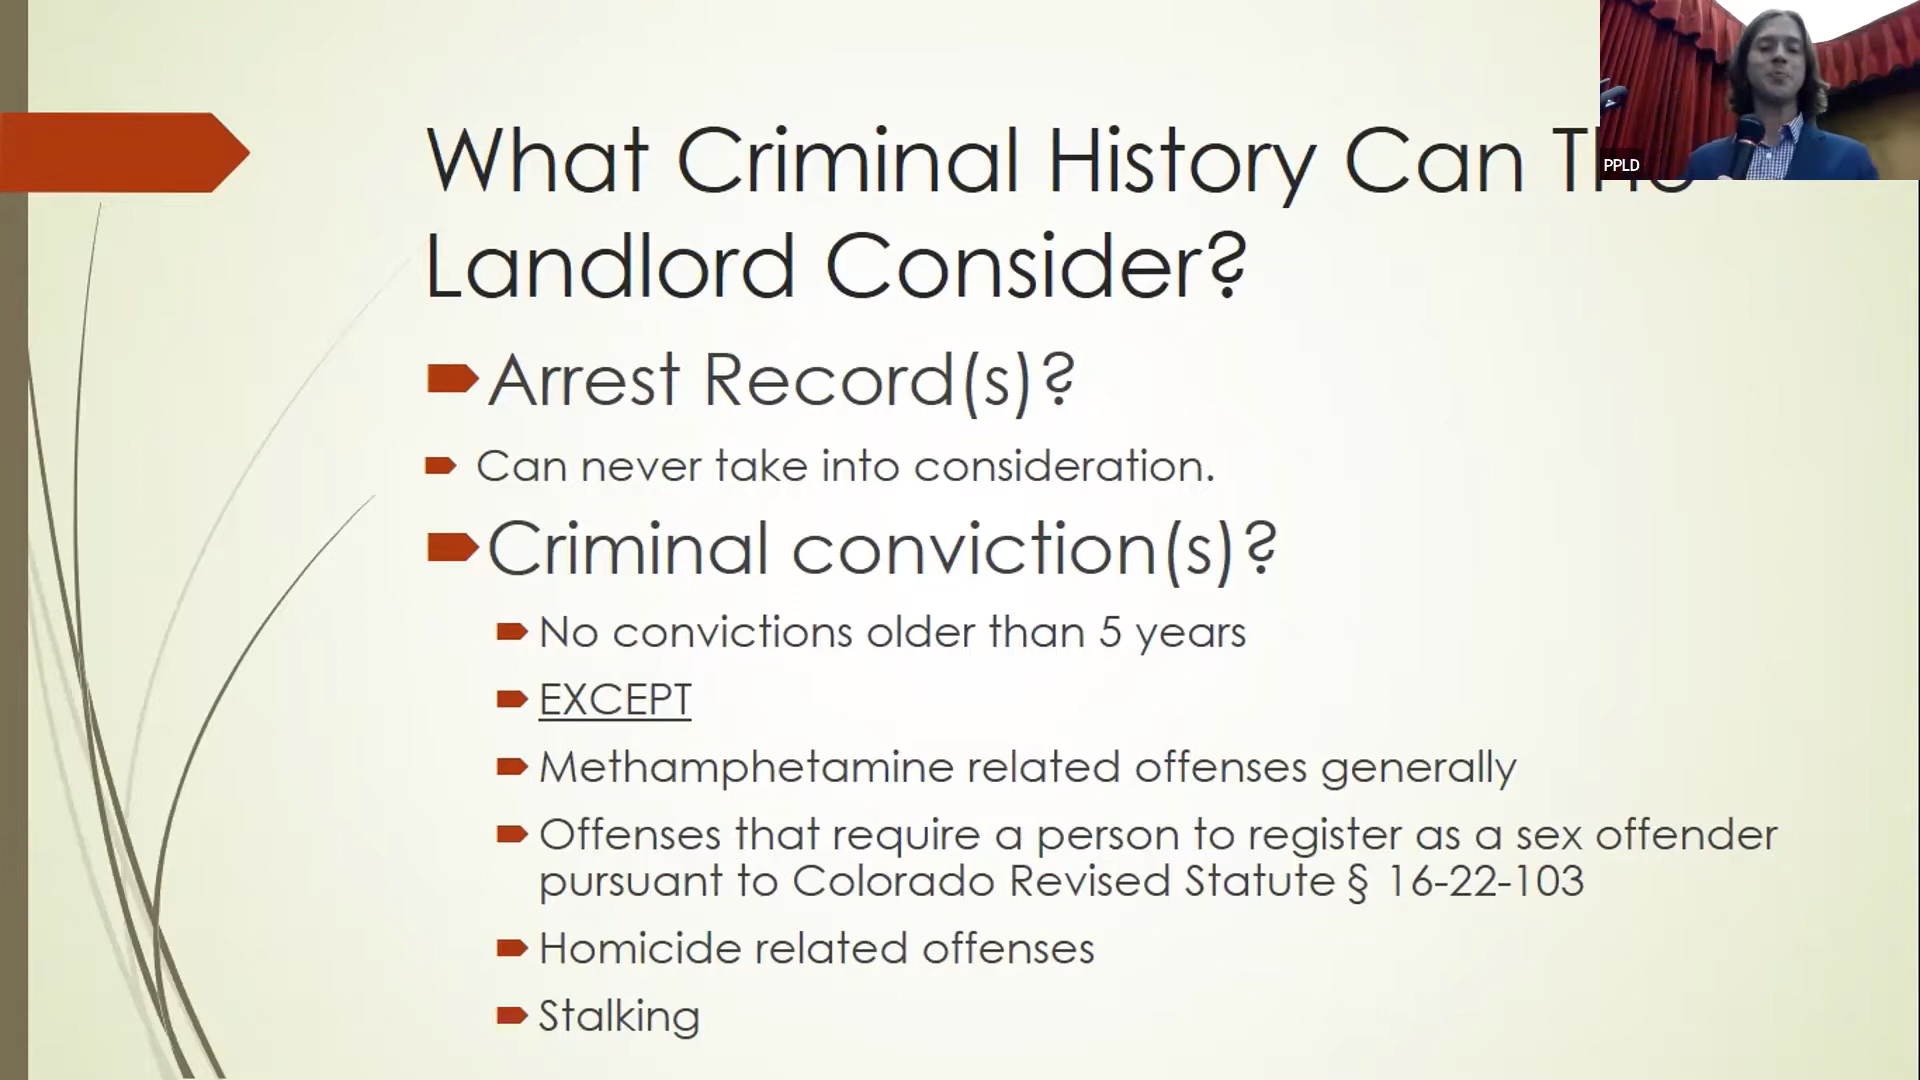 What Criminal History Can
Landlord Consider?
Arrest Record(s)?
Can never take into consideration.
Criminal conviction(s)?
No convictions older than 5 years
EXCEPT
Methamphetamine related offenses generally
Offenses that require a person to register as a sex offender
pursuant to Colorado Revised Statute § 16-22-103
Homicide related offenses
Stalking
PPLD